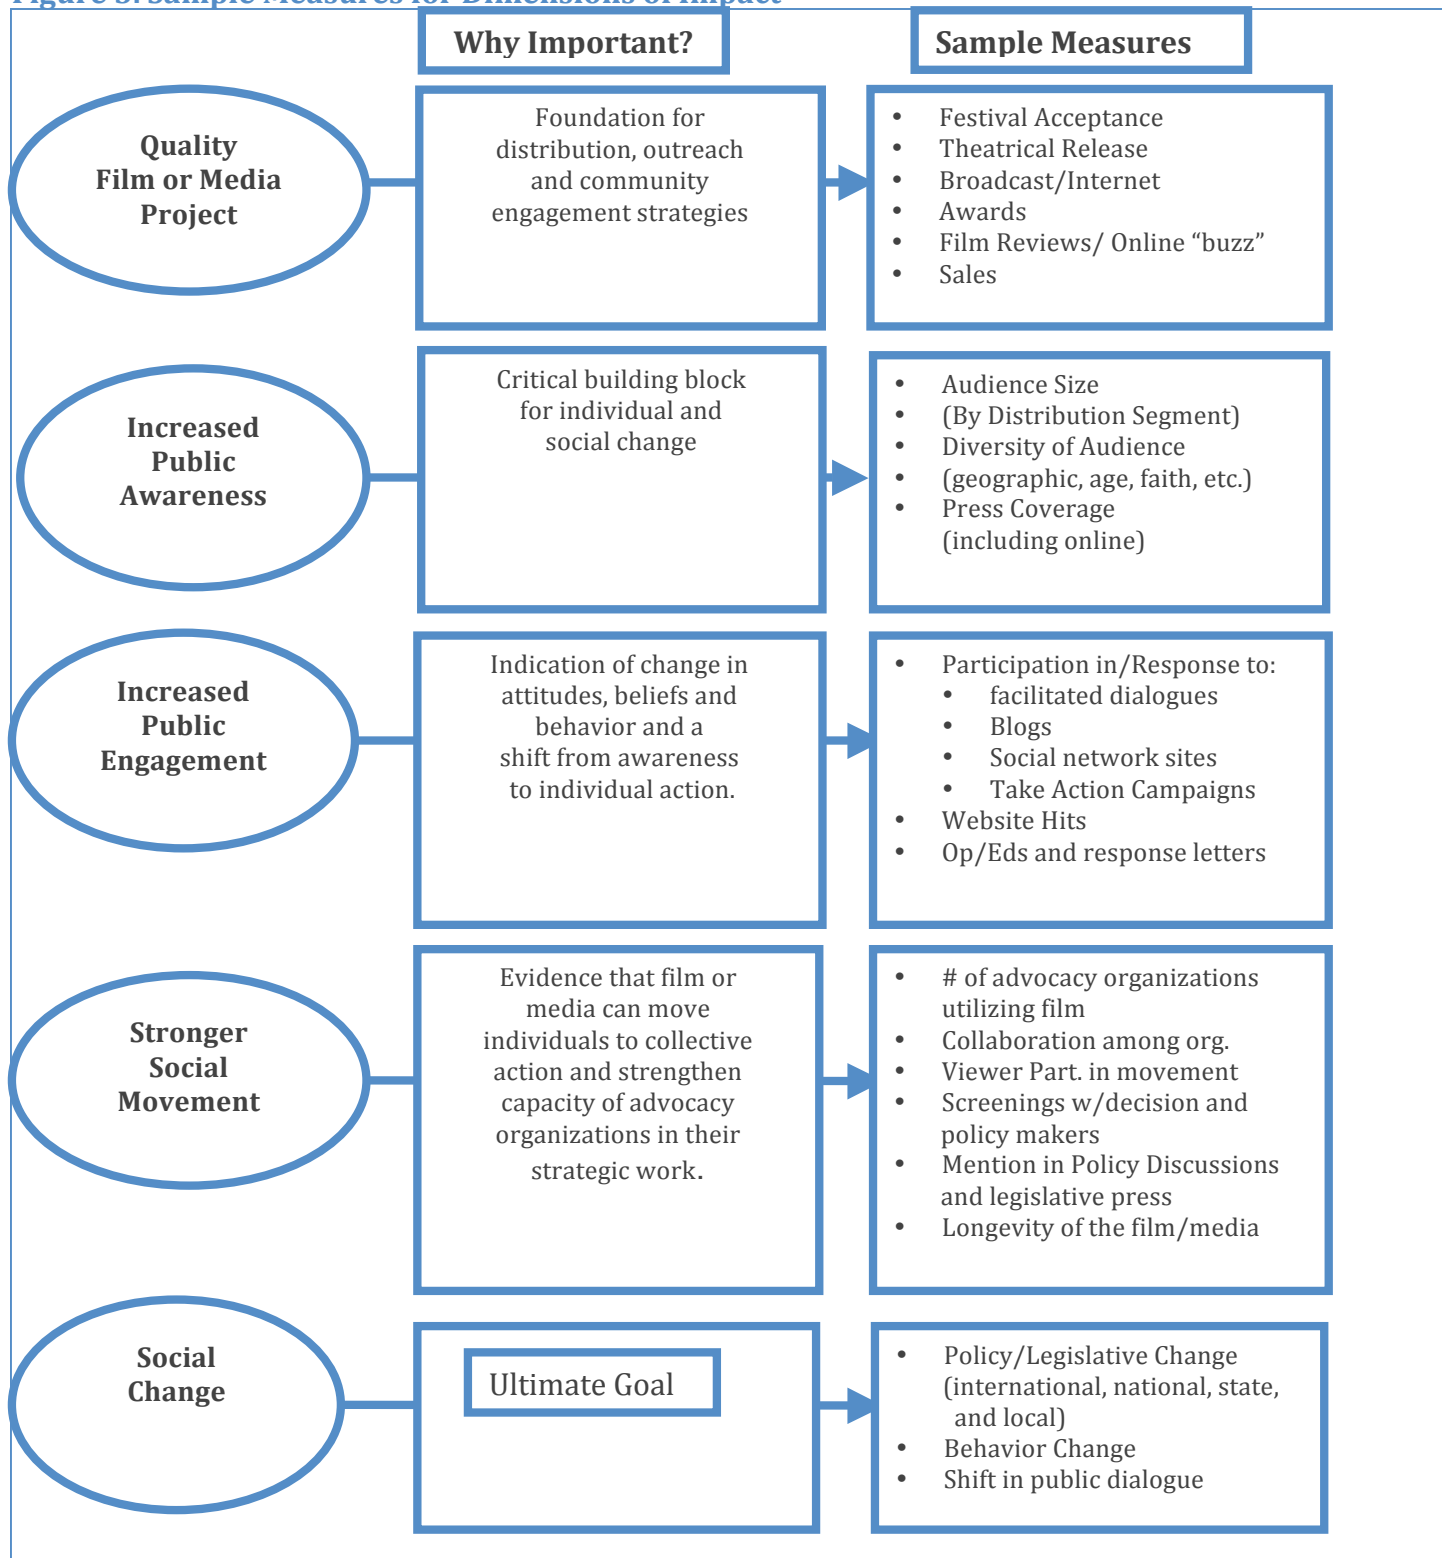 Figure 3: Sample Measures for Dimensions of Impact
Why Important?
Sample Measures
Quality
Film or Media
Project
Foundation for
distribution, outreach
and community
engagement strategies
• Festival Acceptance
• Theatrical Release
• Broadcast/Internet
• Awards
• Film Reviews/ Online “buzz”
• Sales
Increased
Public
Awareness
Critical building block
for individual and
social change
• Audience Size
• (By Distribution Segment)
• Diversity of Audience
• (geographic, age, faith, etc.)
• Press Coverage
(including online)
Increased
Public
Engagement
Indication of change in
attitudes, beliefs and
behavior and a
shift from awareness
to individual action.
• Participation in/Response to:
• facilitated dialogues
• Blogs
• Social network sites
• Take Action Campaigns
• Website Hits
• Op/Eds and response letters
Stronger
Social
Movement
Evidence that film or
media can move
individuals to collective
action and strengthen
capacity of advocacy
organizations in their
strategic work.
• # of advocacy organizations
utilizing film
• Collaboration among org.
• Viewer Part. in movement
• Screenings w/decision and
policy makers
• Mention in Policy Discussions
and legislative press
• Longevity of the film/media
Social
Change
Ultimate Goal
• Policy/Legislative Change
(international, national, state,
and local)
• Behavior Change
• Shift in public dialogue